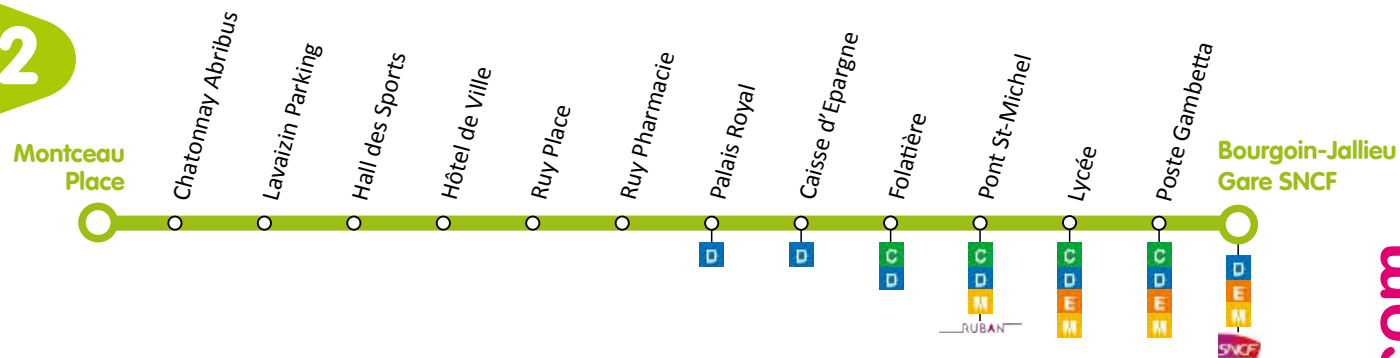 2
Montceau
Place
Chatonnay Abribus
Lavaizin Parking
Hall des Sports
Hôtel de Ville
Ruy Place
Ruy Pharmacie
Palais Royal
Caisse d'Epargne
Folatière
Pont St-Michel
Lycée
Poste Gambetta
Bourgoin-Jallieu
Gare SNCF
D
D
C
D
C
D
M
RUBAN
C
D
E
M
C
D
E
M
D
E
M
SNCF
com